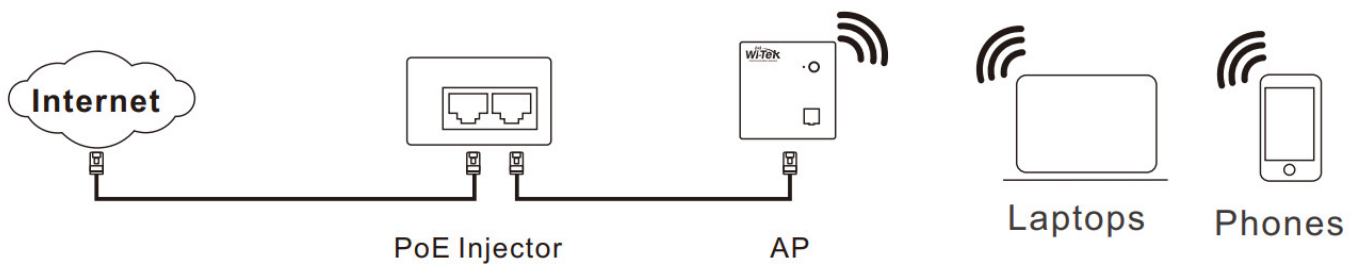 Internet
Wi-Tek
PoE Injector
AP
Laptops
Phones